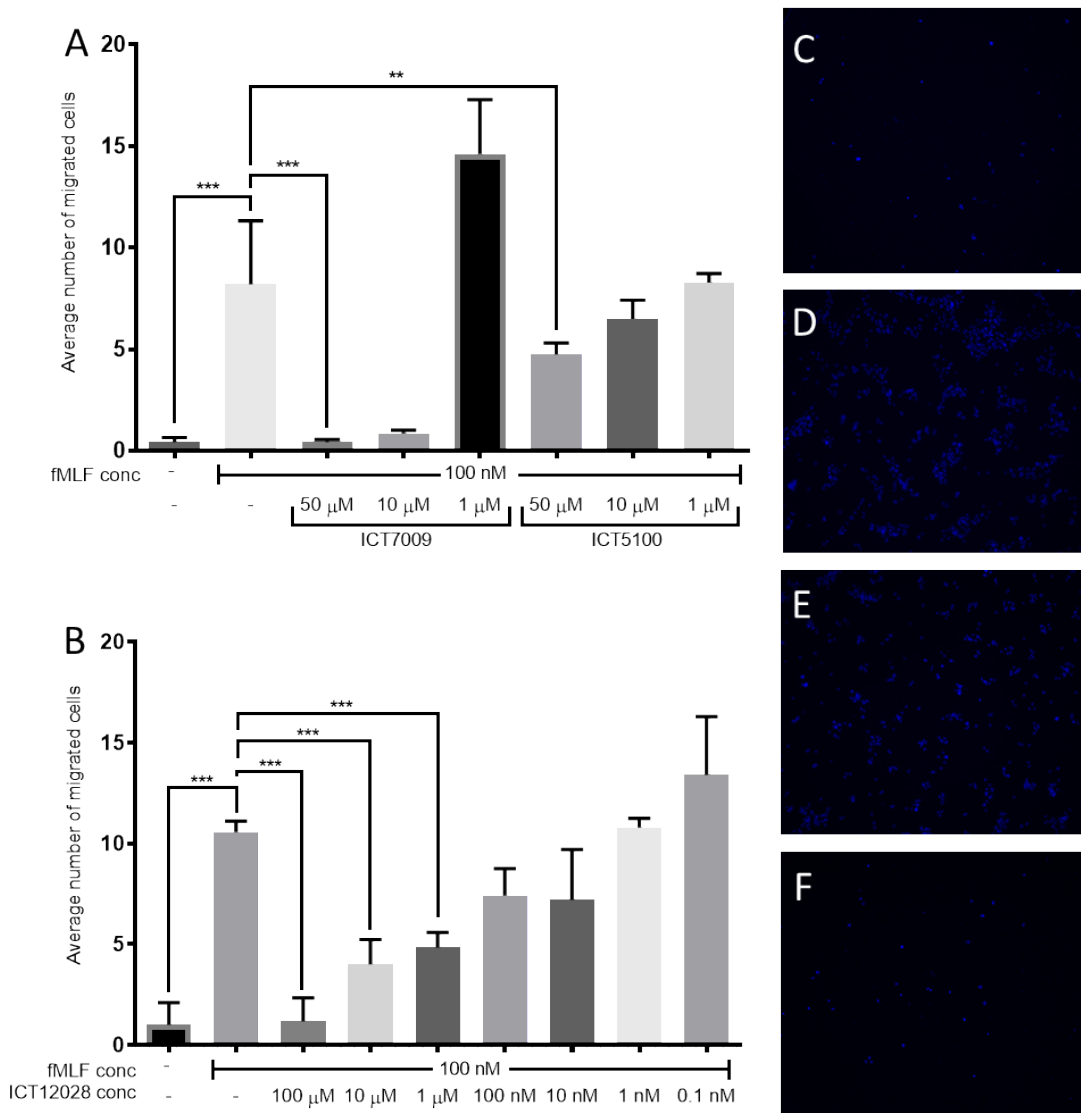 A
20
15
10
5
0
Average number of migrated cells
**
***
***
fMLF conc
-
100 nM
-
-
50 µM
10 µM
1 µM
50 µM
10 µM
1 µM
ICT7009
ICT5100
B
20
15
10
5
0
Average number of migrated cells
***
***
***
***
fMLF conc
-
100 nM
ICT12028 conc
-
-
100 µM
10 µM
1 µM
100 nM
10 nM
1 nM
0.1 nM
C
D
E
F